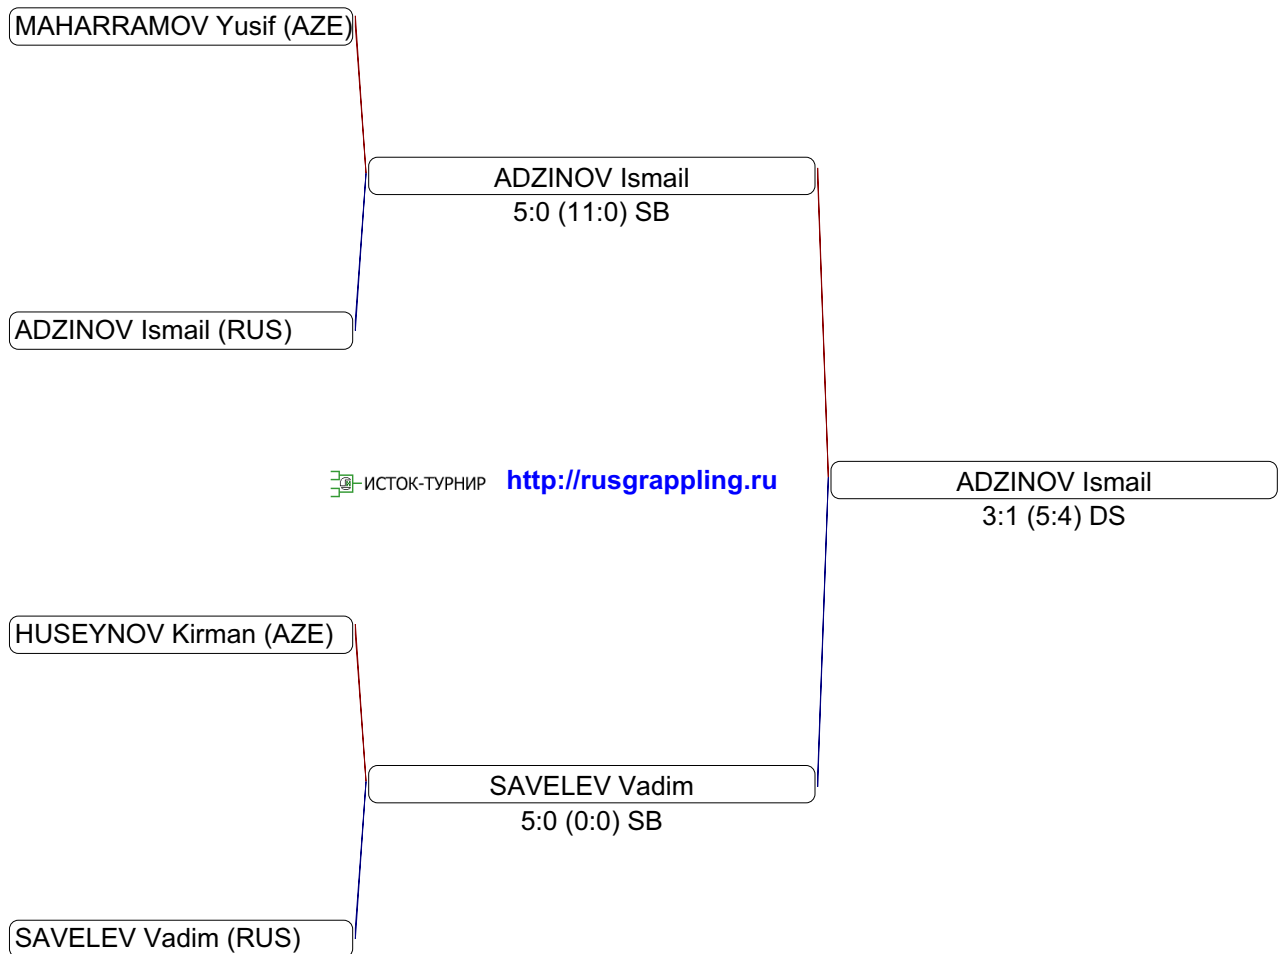 MAHARRAMOV Yusif (AZE)
ADZINOV Ismail
5:0 (11:0) SB
ADZINOV Ismail (RUS)
ИСТОК-ТУРНИР http://rusgrappling.ru
ADZINOV Ismail
3:1 (5:4) DS
HUSEYNOV Kirman (AZE)
SAVELEV Vadim
5:0 (0:0) SB
SAVELEV Vadim (RUS)